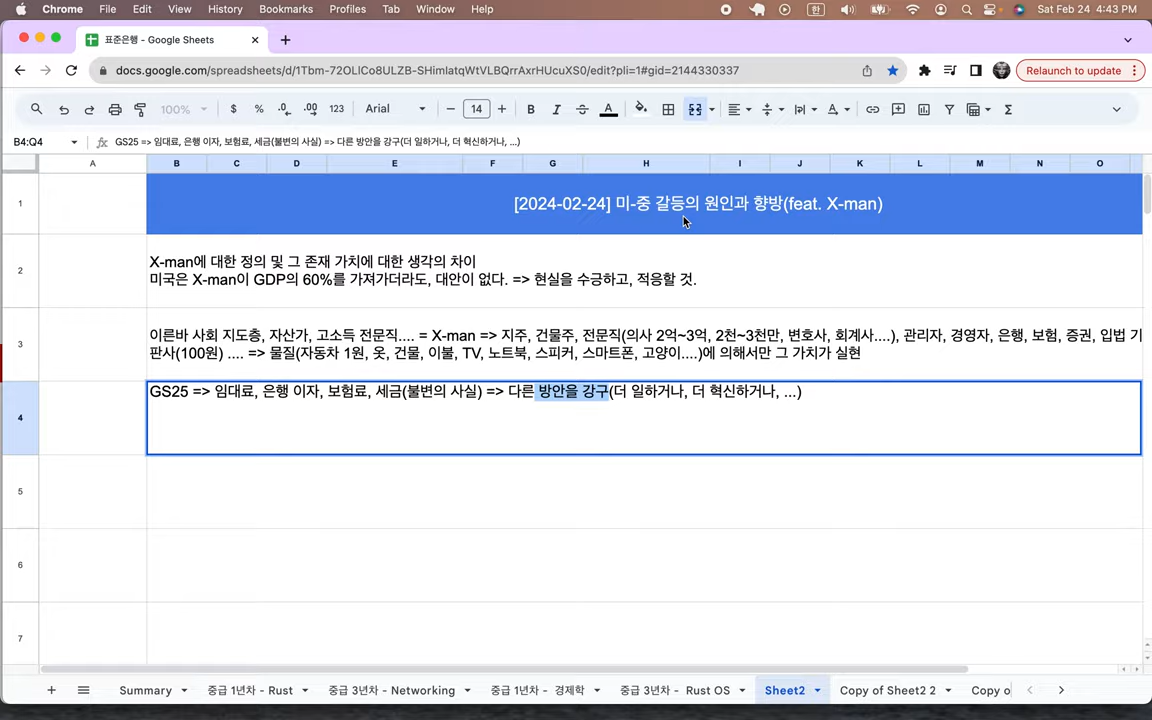 Chrome File Edit View History Bookmarks Profiles Tab Window Help 한 Sat Feb 24 4:43 PM
표준은행 - Google Sheets
docs.google.com/spreadsheets/d/1Tbm-72OLlCo8ULZB-SHimlatqWtVLBQrrAxrHUcuXS0/edit?pli=1#gid=2144330337 Relaunch to update
100% $ % .0 .00 123 Arial 14 B I A
B4:Q4 fx GS25 => 임대료, 은행 이자, 보험료, 세금(불변의 사실) => 다른 방안을 강구(더 일하거나, 더 혁신하거나, ...)
A B C D E F G H I J K L M N O
1 [2024-02-24] 미-중 갈등의 원인과 향방(feat. X-man)
X-man에 대한 정의 및 그 존재 가치에 대한 생각의 차이
2 미국은 X-man이 GDP의 60%를 가져가더라도, 대안이 없다. => 현실을 수긍하고, 적응할 것.
이른바 사회 지도층, 자산가, 고소득 전문직.... = X-man => 지주, 건물주, 전문직(의사 2억~3억, 2천~3천만, 변호사, 회계사....), 관리자, 경영자, 은행, 보험, 증권, 입법 기
3 판사(100원) .... => 물질(자동차 1원, 옷, 건물, 이불, TV, 노트북, 스피커, 스마트폰, 고양이....)에 의해서만 그 가치가 실현
GS25 => 임대료, 은행 이자, 보험료, 세금(불변의 사실) => 다른 방안을 강구(더 일하거나, 더 혁신하거나, ...)
4
5
6
7
Summary 중급 1년차 - Rust 중급 3년차 - Networking 중급 1년차 - 경제학 중급 3년차 - Rust OS Sheet2 Copy of Sheet2 2 Copy o